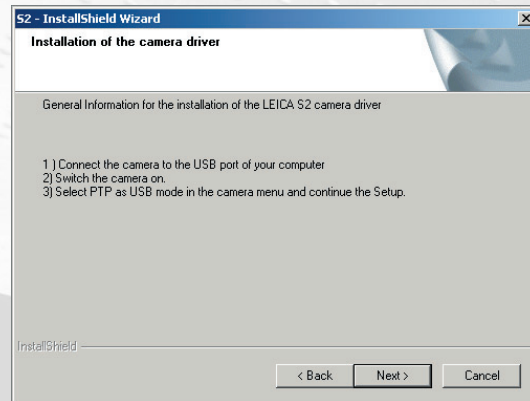 S2 - InstallShield Wizard
Installation of the camera driver
General Information for the installation of the LEICA S2 camera driver
1 ) Connect the camera to the USB port of your computer
2) Switch the camera on.
3) Select PTP as USB mode in the camera menu and continue the Setup.
InstallShield
< Back
Next >
Cancel